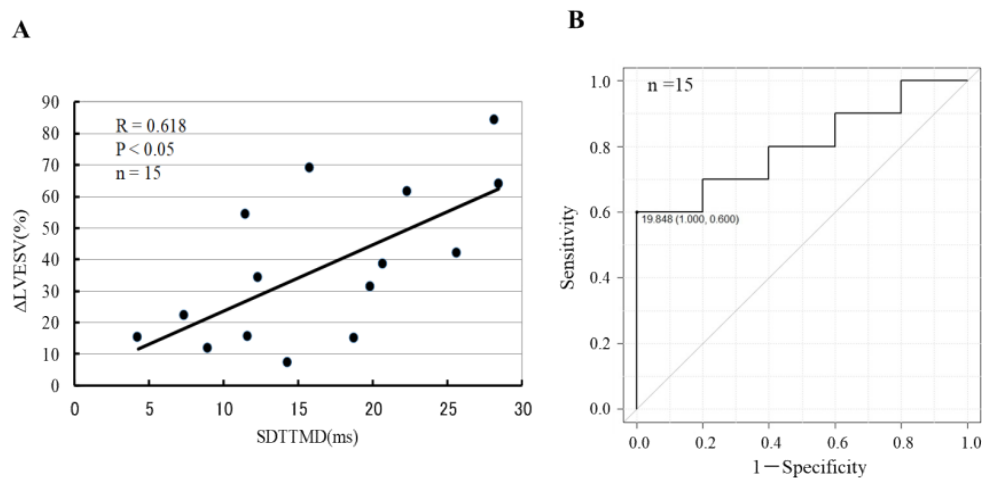 A
R = 0.618
P < 0.05
n = 15
ΔLVESV(%)
90
80
70
60
50
40
30
20
10
0
0 5 10 15 20 25 30
SDTTMD(ms)
B
n =15
Sensitivity
1.0
0.8
0.6
0.4
0.2
0.0
19.848 (1.000, 0.600)
0.0 0.2 0.4 0.6 0.8 1.0
1－Specificity